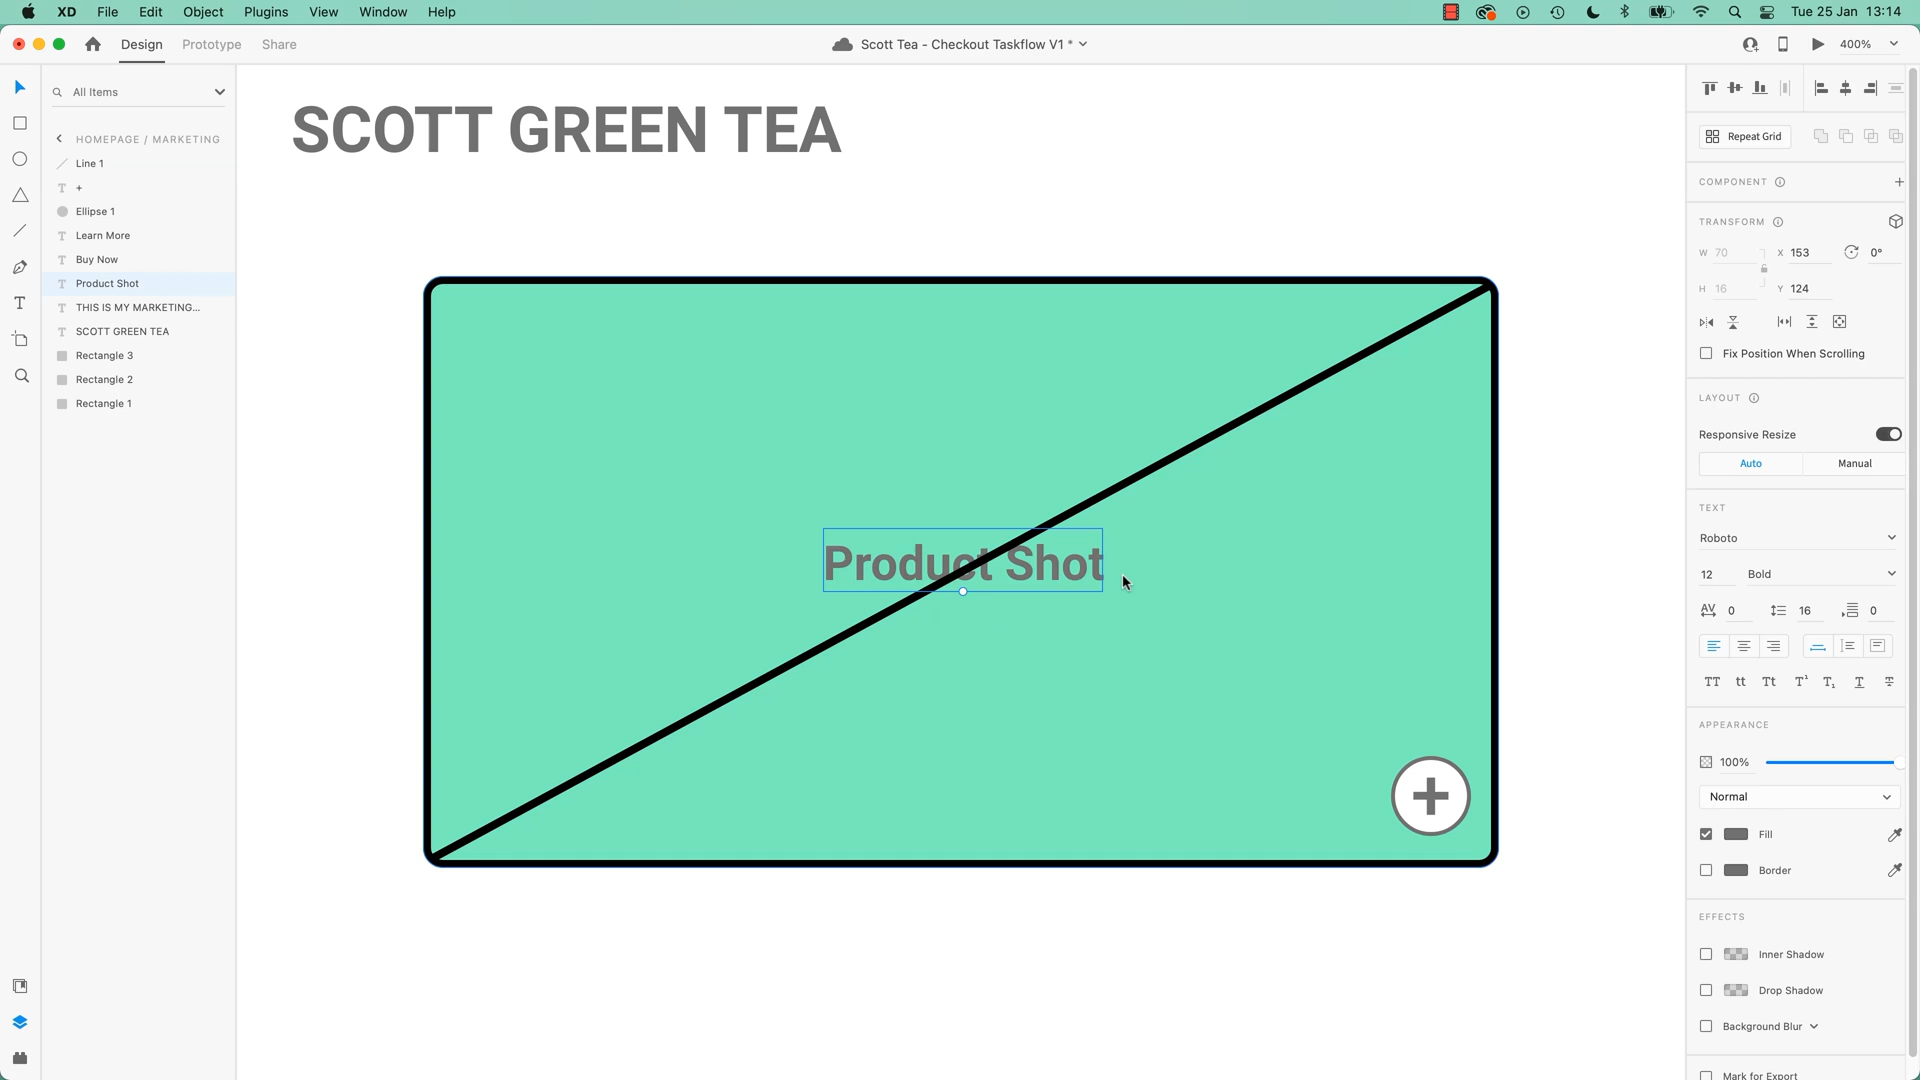 XD File Edit Object Plugins View Window Help Tue 25 Jan 13:14
Design Prototype Share Scott Tea - Checkout Taskflow V1 * 400%
All Items
HOMEPAGE / MARKETING
Line 1
+
Ellipse 1
Learn More
Buy Now
Product Shot
THIS IS MY MARKETING...
SCOTT GREEN TEA
Rectangle 3
Rectangle 2
Rectangle 1
SCOTT GREEN TEA
Product Shot
+
Repeat Grid
COMPONENT
TRANSFORM
W 70 X 153 0°
H 16 Y 124
Fix Position When Scrolling
LAYOUT
Responsive Resize
Auto Manual
TEXT
Roboto
12 Bold
AV 0 16 0
TT tt Tt T1 T1 T T
APPEARANCE
100%
Normal
Fill
Border
EFFECTS
Inner Shadow
Drop Shadow
Background Blur
Mark for Export